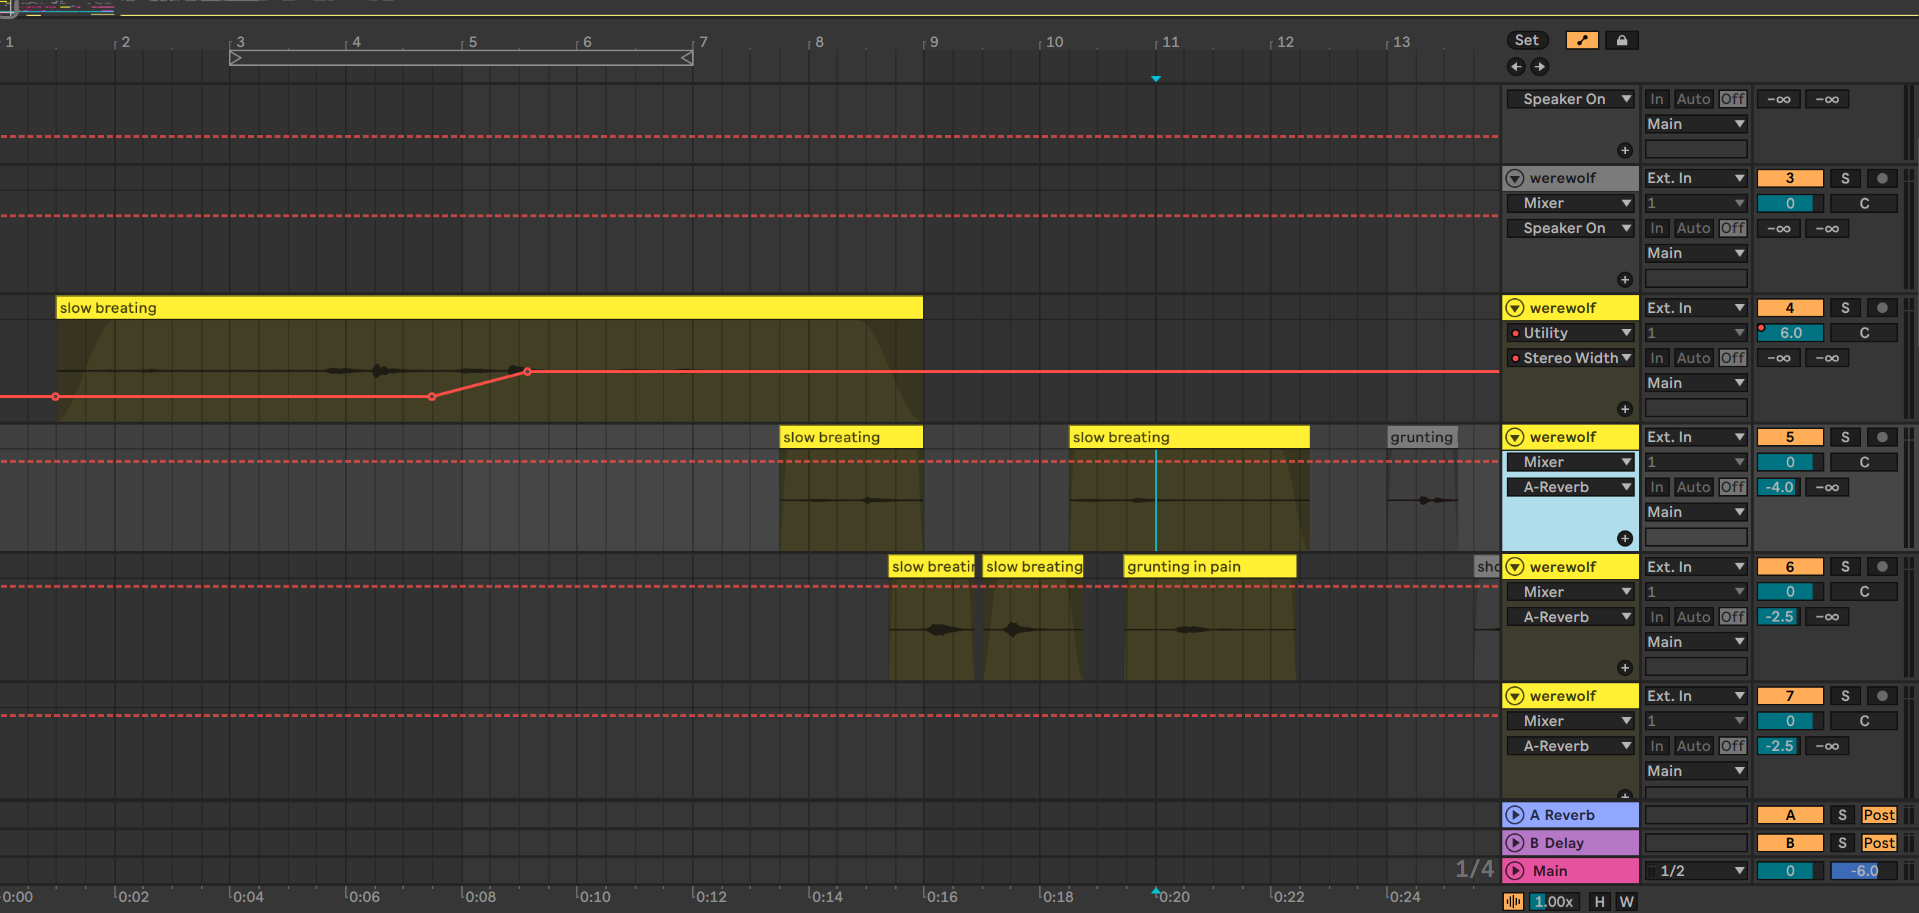 1 2 3 4 5 6 7 8 9 10 11 12 13 Set
Speaker On In Auto Off -∞ -∞
Main
werewolf Ext. In 3 S
Mixer 1 0 C
Speaker On In Auto Off -∞ -∞
Main
slow breating werewolf Ext. In 4 S
Utility 1 6.0 C
Stereo Width In Auto Off -∞ -∞
Main
slow breating slow breating grunting werewolf Ext. In 5 S
Mixer 1 0 C
A-Reverb In Auto Off -4.0 -∞
Main
slow breatin slow breating grunting in pain sho werewolf Ext. In 6 S
Mixer 1 0 C
A-Reverb In Auto Off -2.5 -∞
Main
werewolf Ext. In 7 S
Mixer 1 0 C
A-Reverb In Auto Off -2.5 -∞
Main
A Reverb A S Post
B Delay B S Post
1/4 Main 1/2 0 -6.0
0:00 0:02 0:04 0:06 0:08 0:10 0:12 0:14 0:16 0:18 0:20 0:22 0:24 1.00x H W